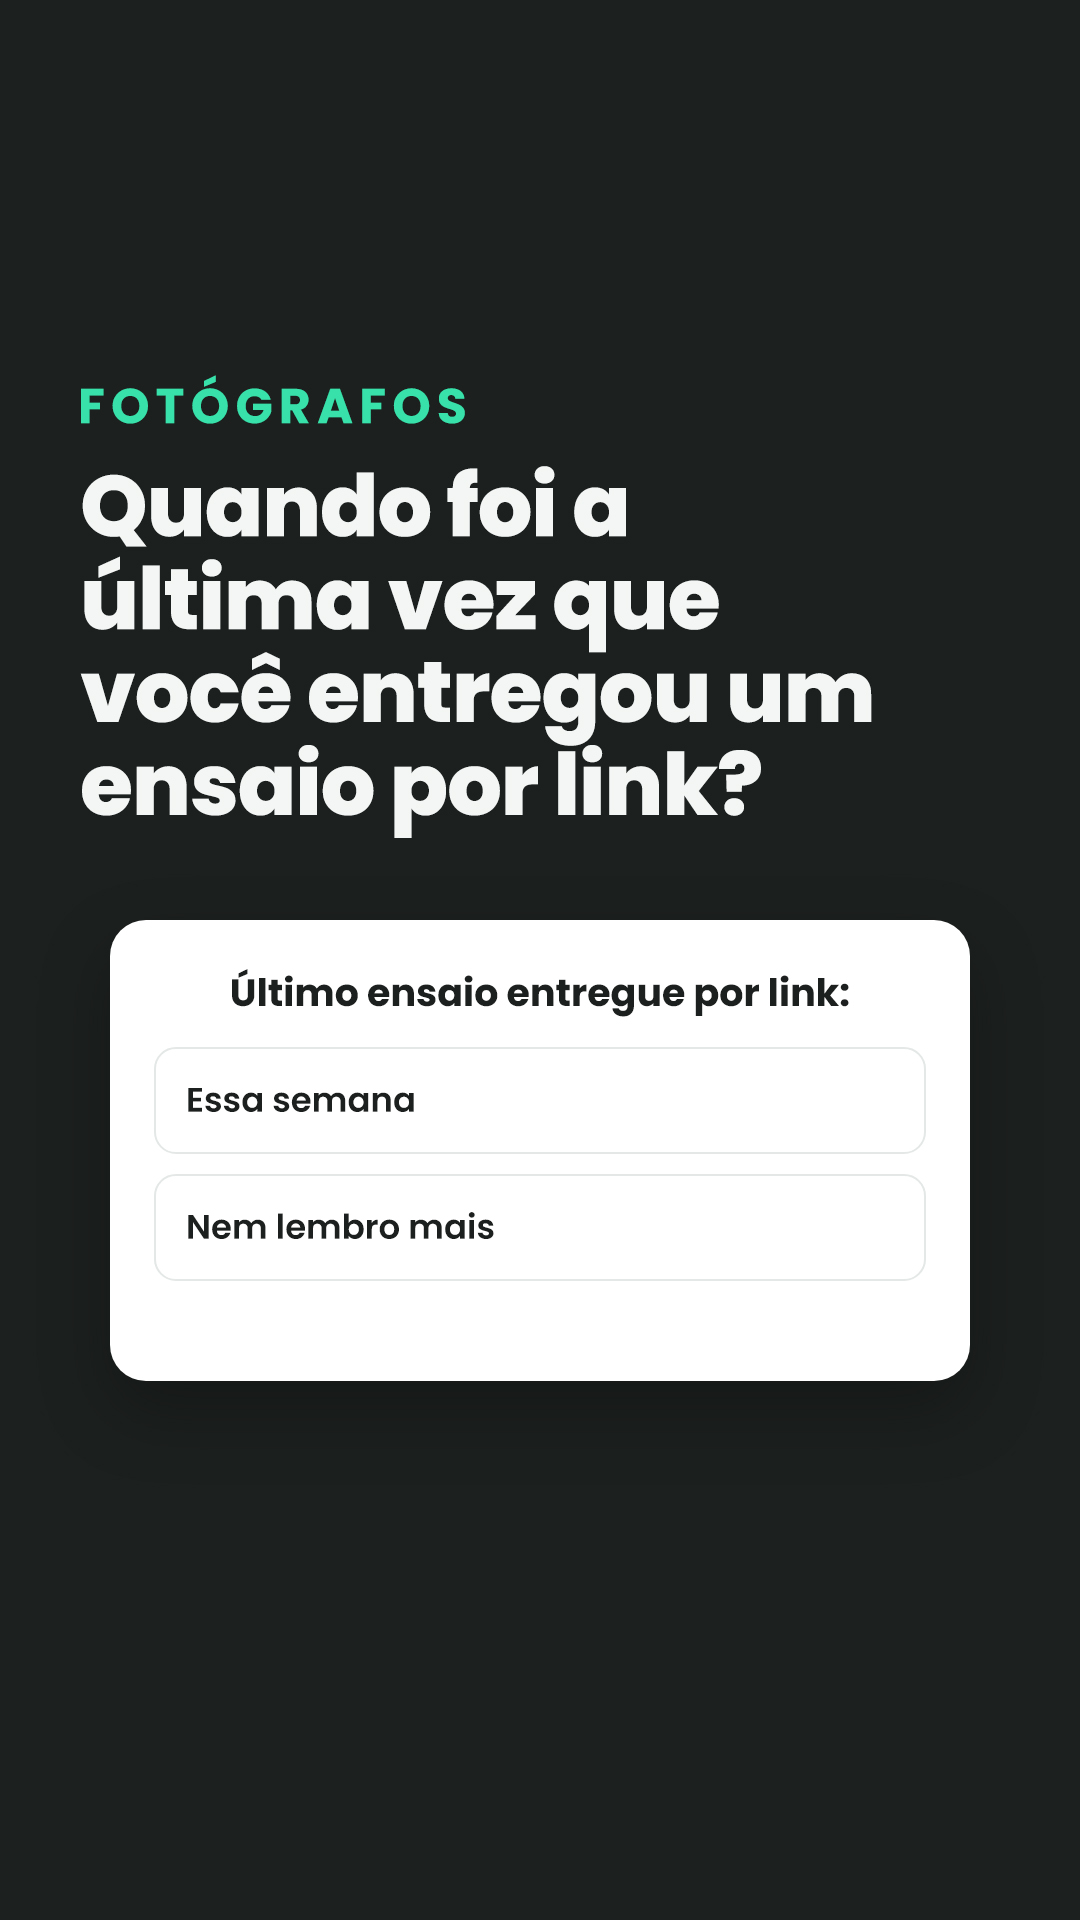 FOTÓGRAFOS
Quando foi a
última vez que
você entregou um
ensaio por link?
Último ensaio entregue por link:
Essa semana
Nem lembro mais